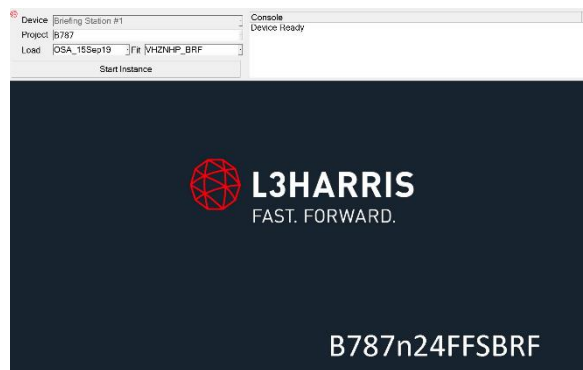 Device Briefing Station #1
Project B787
Load OSA_15Sep19 Fit VHZNHP_BRF
Start Instance
Console
Device Ready
L3HARRIS
FAST. FORWARD.
B787n24FFSBRF